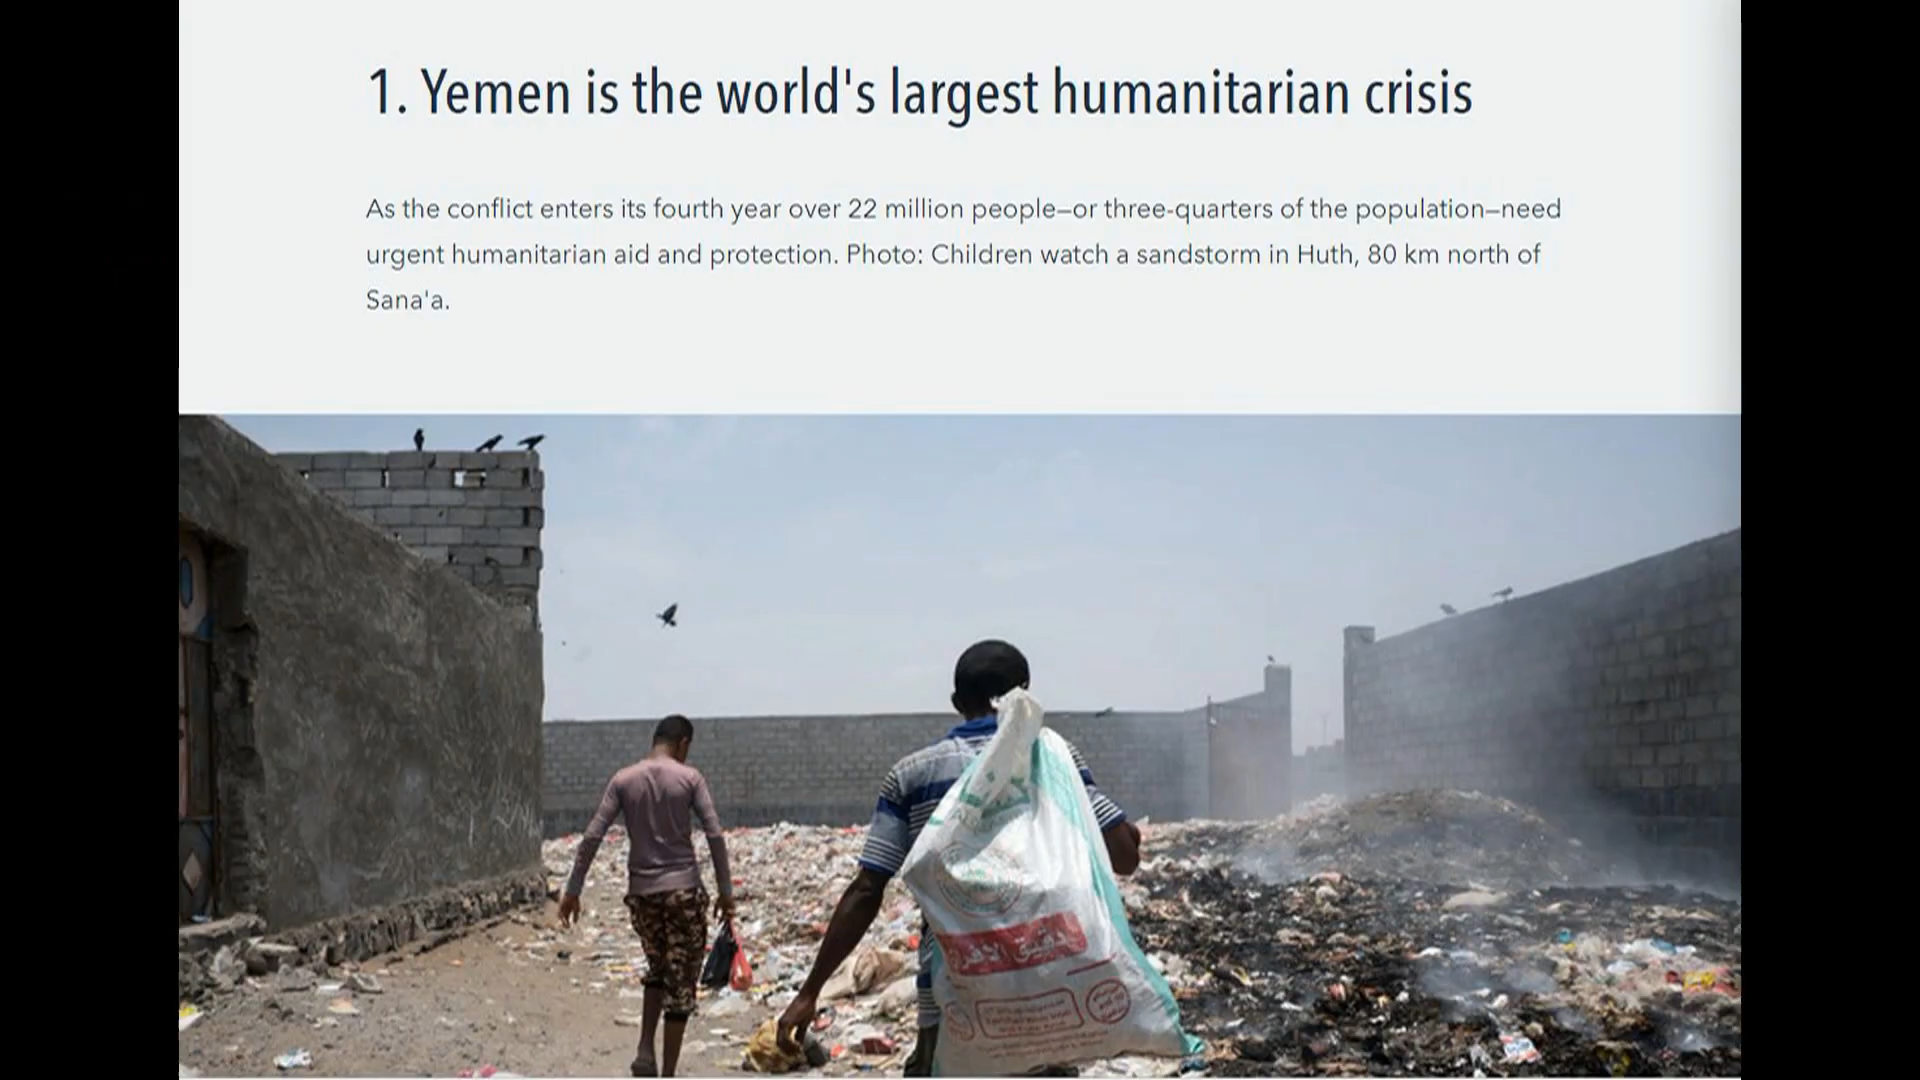 1. Yemen is the world's largest humanitarian crisis
As the conflict enters its fourth year over 22 million people—or three-quarters of the population—need
urgent humanitarian aid and protection. Photo: Children watch a sandstorm in Huth, 80 km north of
Sana'a.